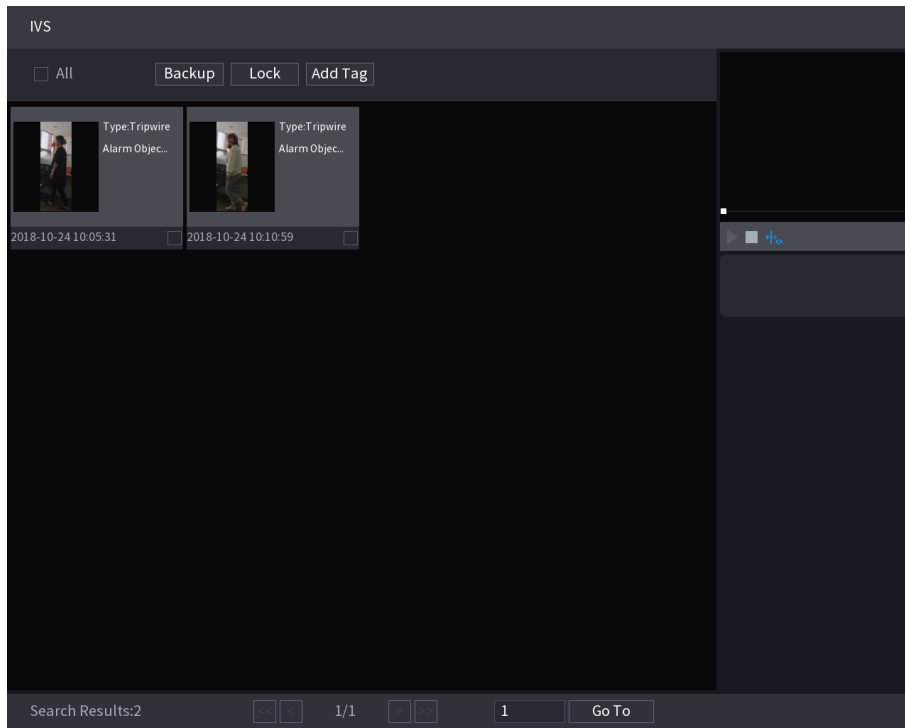 IVS
All
Backup
Lock
Add Tag
Type:Tripwire
Alarm Objec...
2018-10-24 10:05:31
Type:Tripwire
Alarm Objec...
2018-10-24 10:10:59
Search Results:2
<< < 1/1 > >>
1
Go To